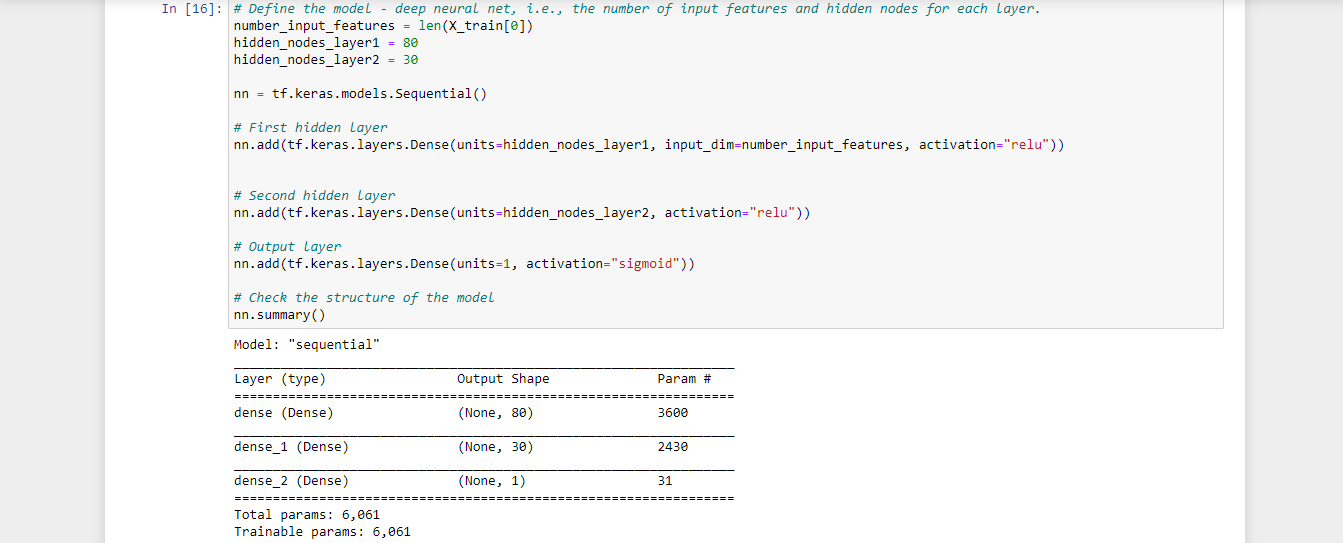 In [16]: # Define the model - deep neural net, i.e., the number of input features and hidden nodes for each layer.
number_input_features = len(X_train[0])
hidden_nodes_layer1 = 80
hidden_nodes_layer2 = 30
nn = tf.keras.models.Sequential()
# First hidden layer
nn.add(tf.keras.layers.Dense(units=hidden_nodes_layer1, input_dim=number_input_features, activation="relu"))
# Second hidden layer
nn.add(tf.keras.layers.Dense(units=hidden_nodes_layer2, activation="relu"))
# Output layer
nn.add(tf.keras.layers.Dense(units=1, activation="sigmoid"))
# Check the structure of the model
nn.summary()
Model: "sequential"
_________________________________________________________________
Layer (type) Output Shape Param #
=================================================================
dense (Dense) (None, 80) 3600
_________________________________________________________________
dense_1 (Dense) (None, 30) 2430
_________________________________________________________________
dense_2 (Dense) (None, 1) 31
=================================================================
Total params: 6,061
Trainable params: 6,061